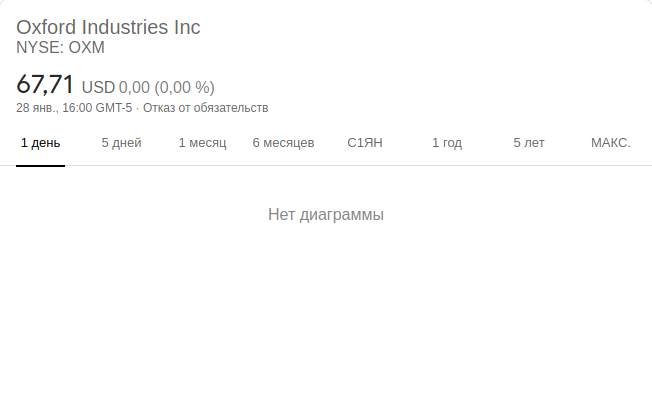 Oxford Industries Inc
NYSE: OXM
67,71 USD 0,00 (0,00 %)
28 янв., 16:00 GMT-5 · Отказ от обязательств
1 день 5 дней 1 месяц 6 месяцев С1ЯН 1 год 5 лет МАКС.
Нет диаграммы